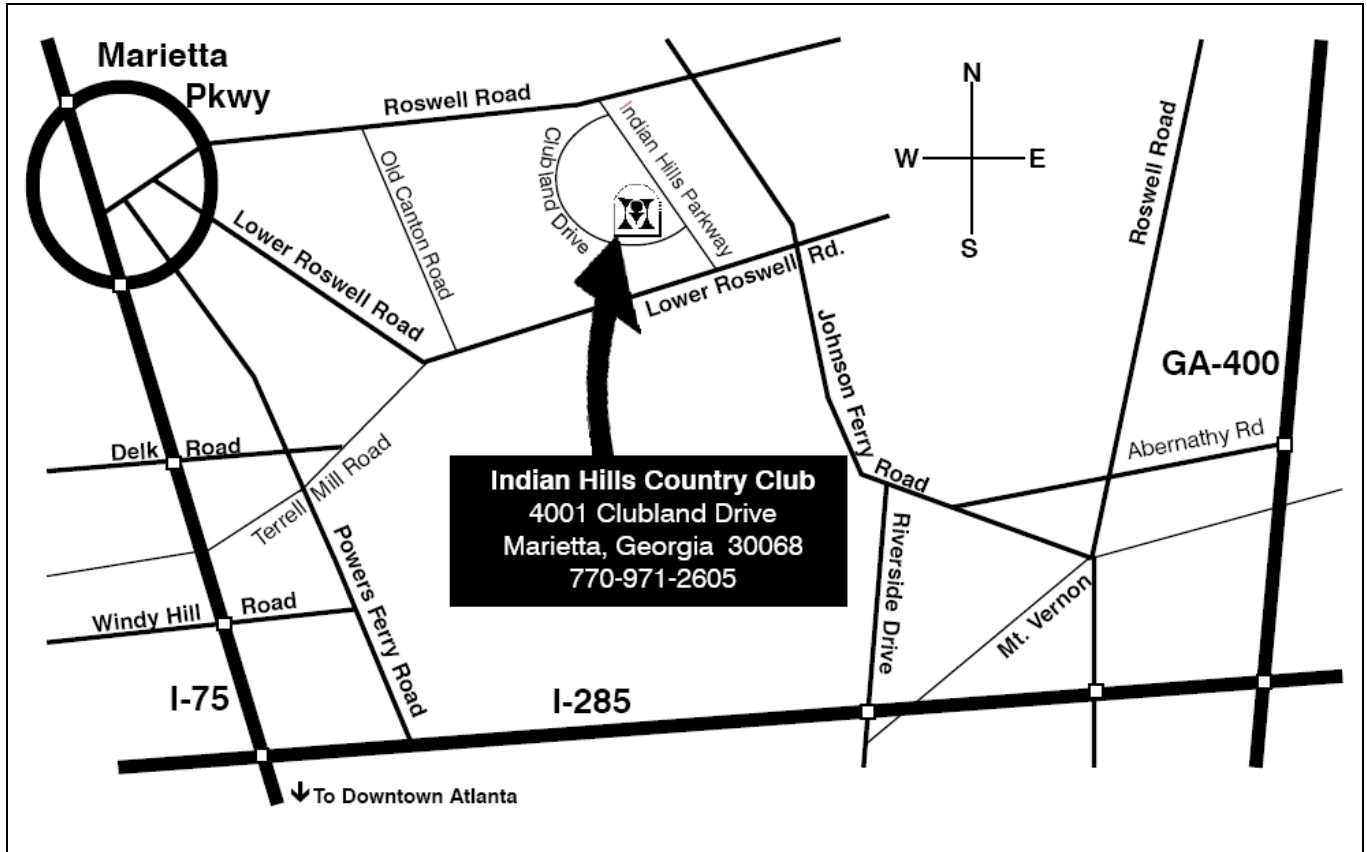 Marietta
Pkwy
Roswell Road
Indian Hills Parkway
Clubland Drive
Old Canton Road
Lower Roswell Road
Lower Roswell Rd.
N
W E
S
Roswell Road
GA-400
Johnson Ferry Road
Abernathy Rd
Delk Road
Terrell Mill Road
Indian Hills Country Club
4001 Clubland Drive
Marietta, Georgia 30068
770-971-2605
Powers Ferry Road
Riverside Drive
Mt. Vernon
Windy Hill Road
I-75
I-285
To Downtown Atlanta